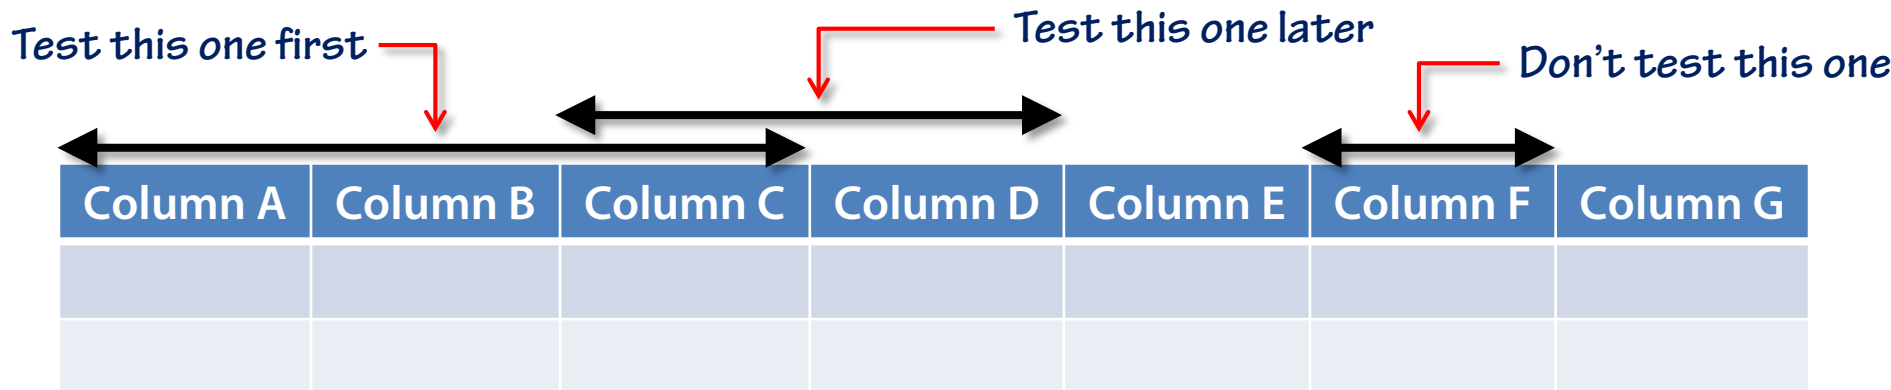 Test this one first
Test this one later
Don't test this one
Column A Column B Column C Column D Column E Column F Column G